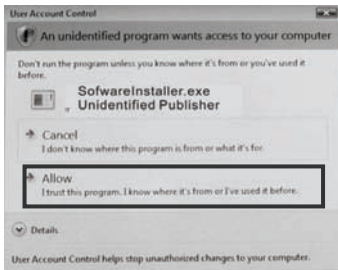 User Account Control
An unidentified program wants access to your computer
Don't run the program unless you know where it's from or you've used it
before.
SofwareInstaller.exe
Unidentified Publisher
Cancel
I don't know where this program is from or what it's for.
Allow
I trust this program. I know where it's from or I've used it before.
Details
User Account Control helps stop unauthorized changes to your computer.